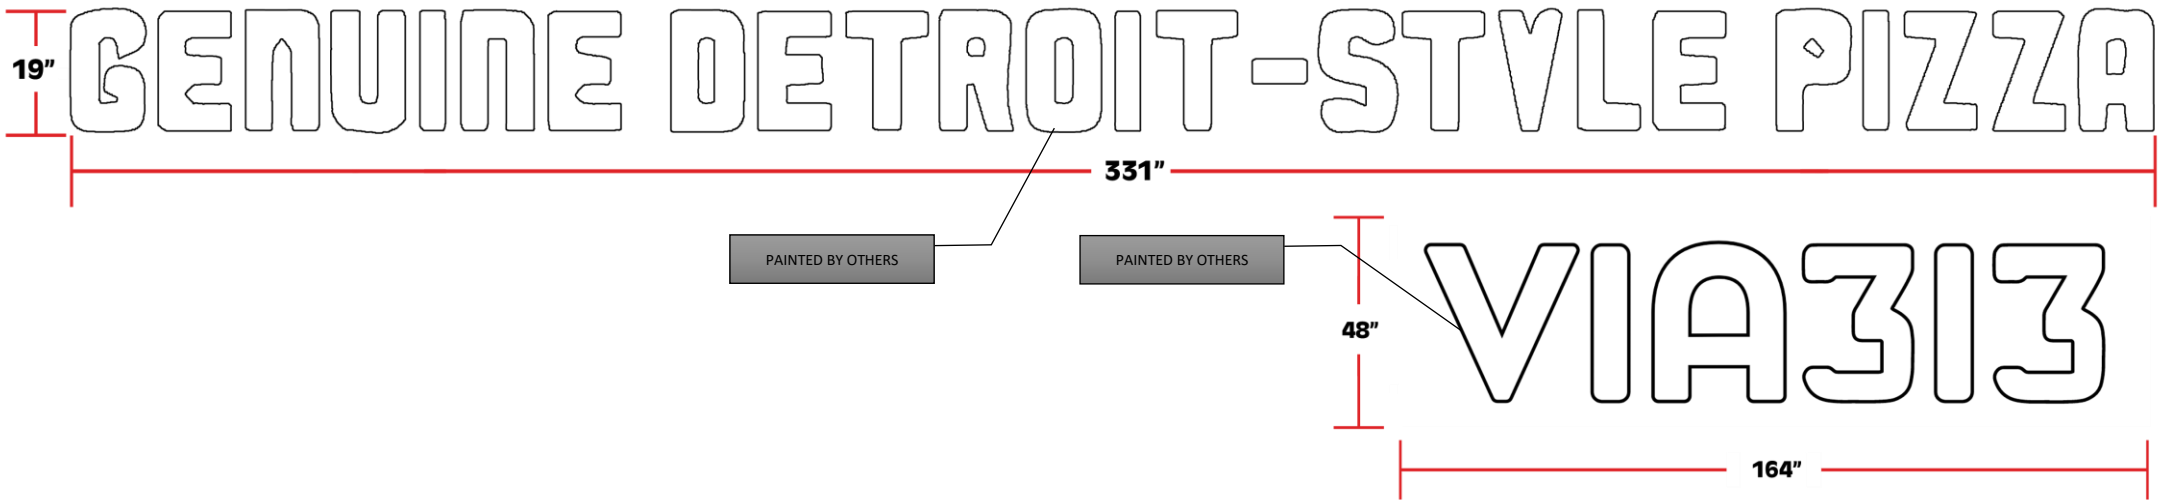 GENUINE DETROIT-STYLE PIZZA
19”
331”
PAINTED BY OTHERS
PAINTED BY OTHERS
VIA313
48”
164”